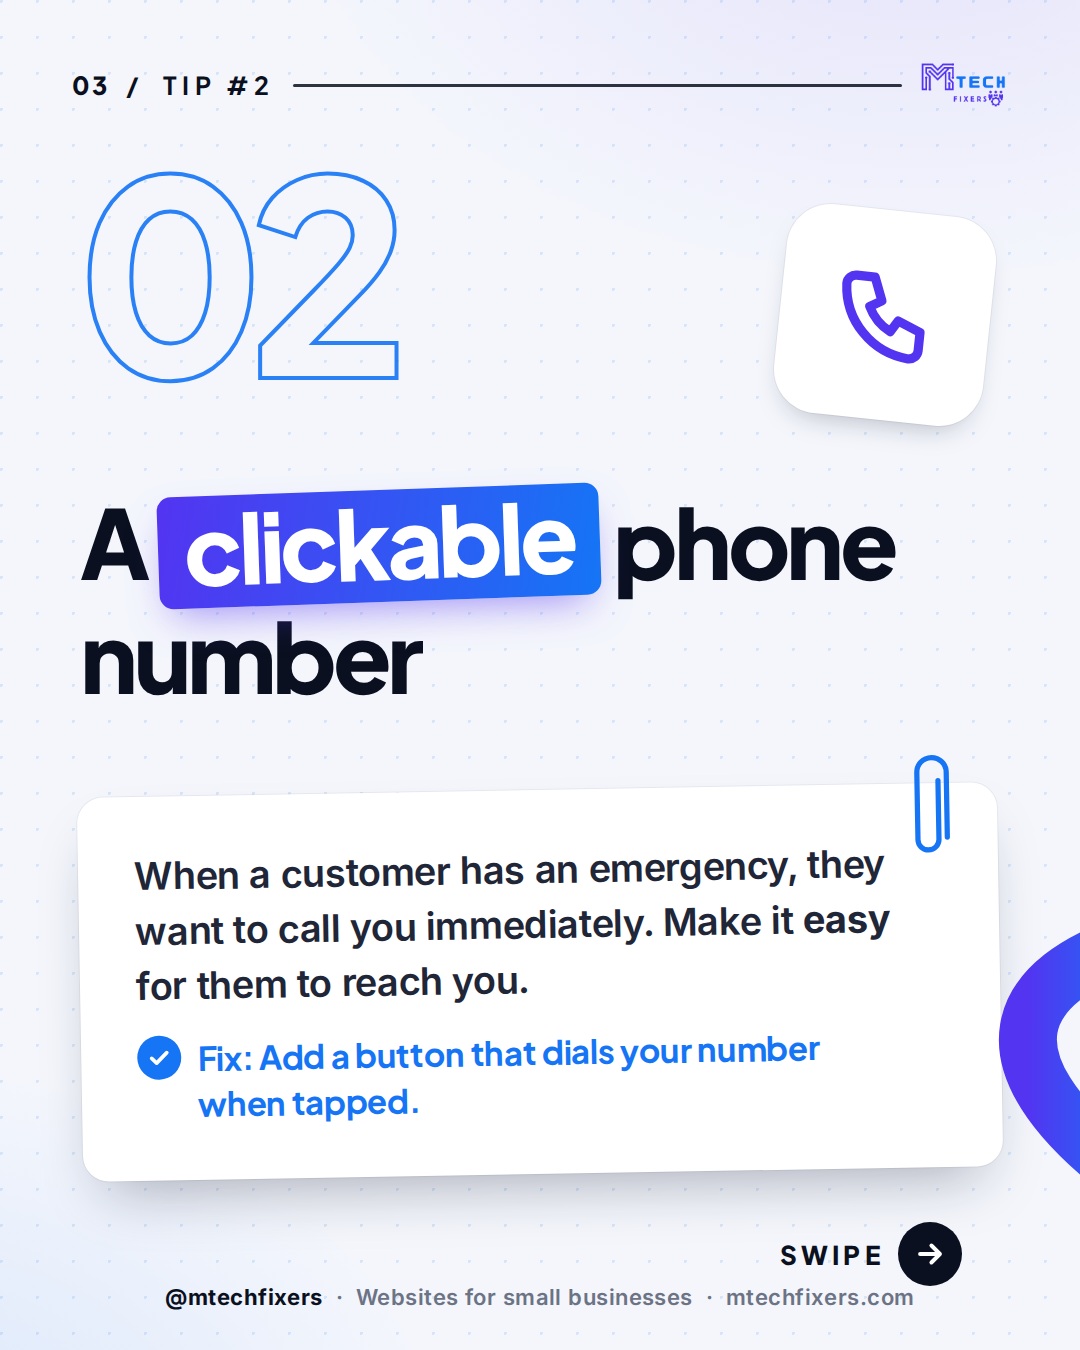 03 / TIP #2
MTECH
FIXERS
02
A clickable phone
number
When a customer has an emergency, they
want to call you immediately. Make it easy
for them to reach you.
Fix: Add a button that dials your number
when tapped.
SWIPE
@mtechfixers · Websites for small businesses · mtechfixers.com